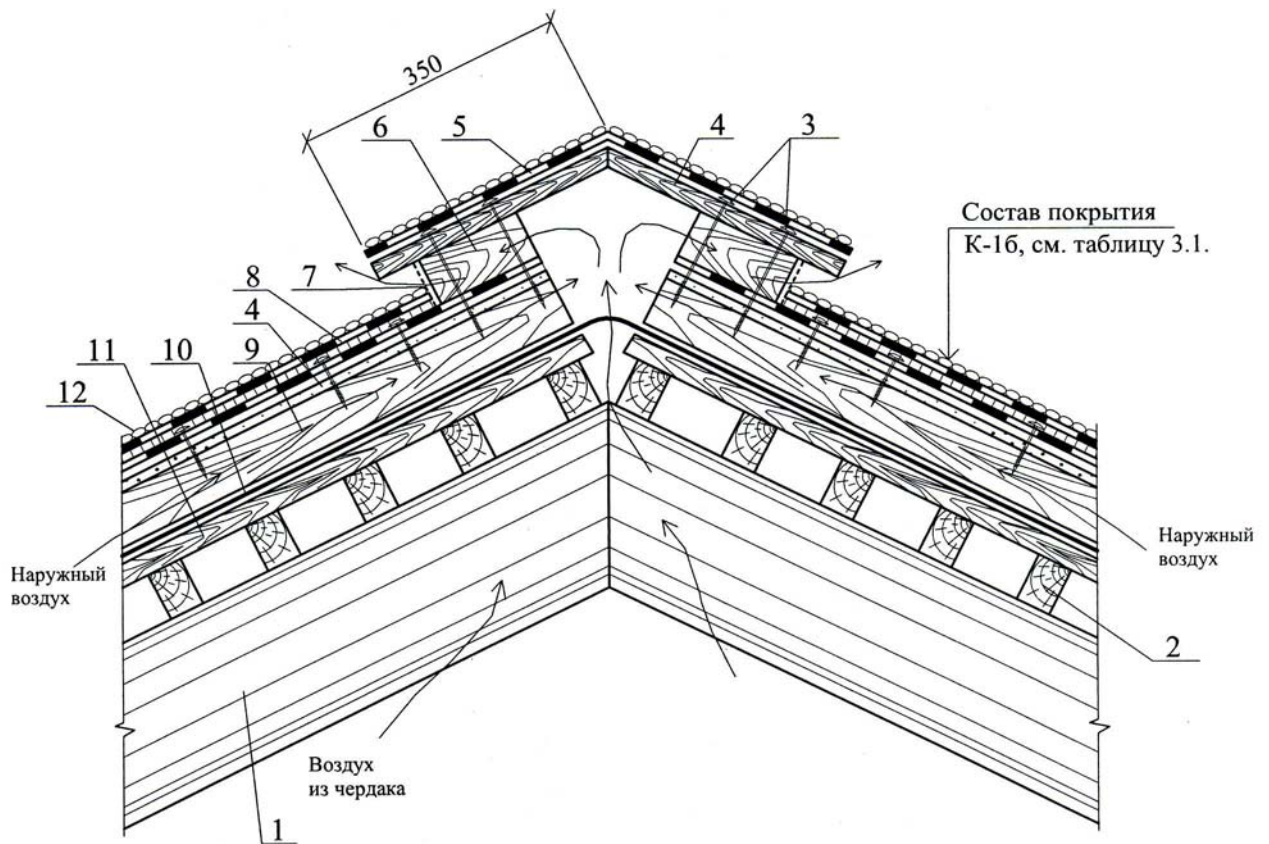 350
6
5
4
3
Состав покрытия
К-1б, см. таблицу 3.1.
7
8
4
9
10
11
12
Наружный
воздух
Наружный
воздух
2
Воздух
из чердака
1